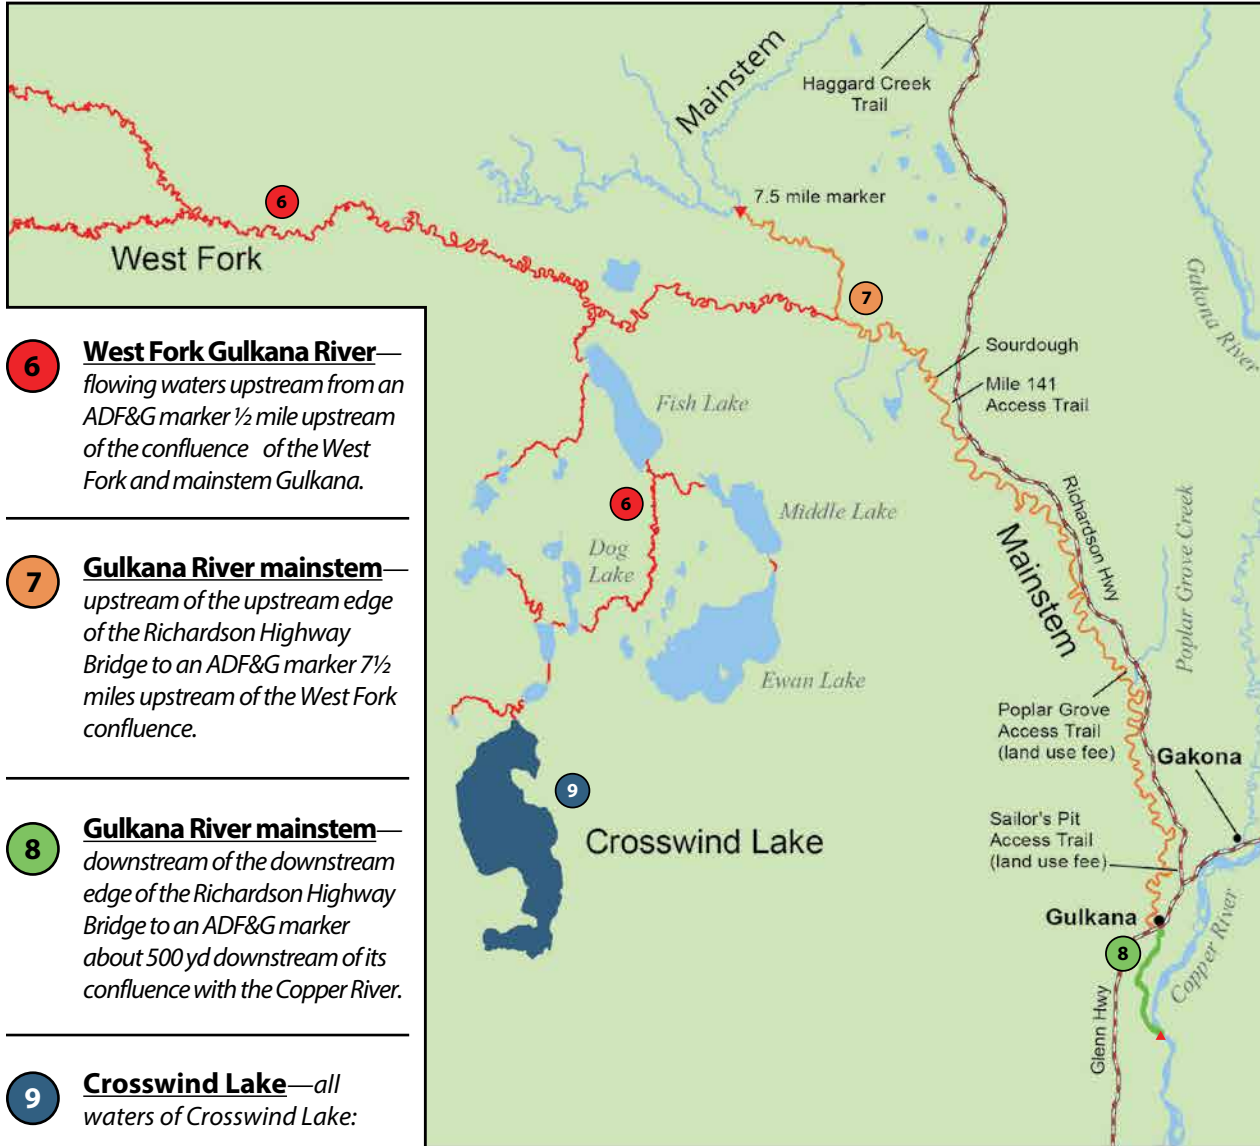 Mainstem
Haggard Creek
Trail
6
7.5 mile marker
West Fork
7
Gakona River
Sourdough
Mile 141
Access Trail
Fish Lake
6
Middle Lake
Dog
Lake
Richardson Hwy
Mainstem
Poplar Grove Creek
Ewan Lake
Poplar Grove
Access Trail
(land use fee)
Gakona
9
Crosswind Lake
Sailor's Pit
Access Trail
(land use fee)
Gulkana
8
Copper River
Glenn Hwy
6
West Fork Gulkana River—
flowing waters upstream from an
ADF&G marker ½ mile upstream
of the confluence of the West
Fork and mainstem Gulkana.
7
Gulkana River mainstem—
upstream of the upstream edge
of the Richardson Highway
Bridge to an ADF&G marker 7½
miles upstream of the West Fork
confluence.
8
Gulkana River mainstem—
downstream of the downstream
edge of the Richardson Highway
Bridge to an ADF&G marker
about 500 yd downstream of its
confluence with the Copper River.
9
Crosswind Lake—all
waters of Crosswind Lake: